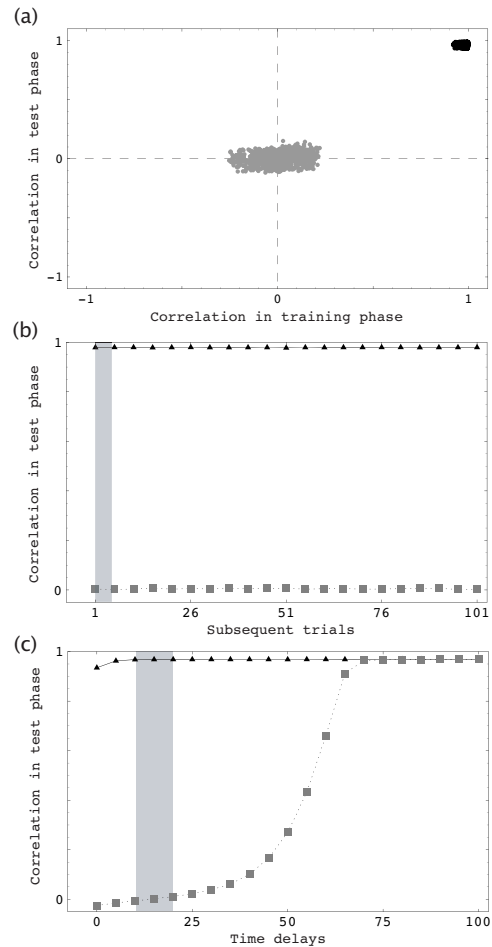 (a)
1
0
−1
Correlation in test phase
−1
0
1
Correlation in training phase
(b)
1
0
Correlation in test phase
1
26
51
76
101
Subsequent trials
(c)
1
0
Correlation in test phase
0
25
50
75
100
Time delays